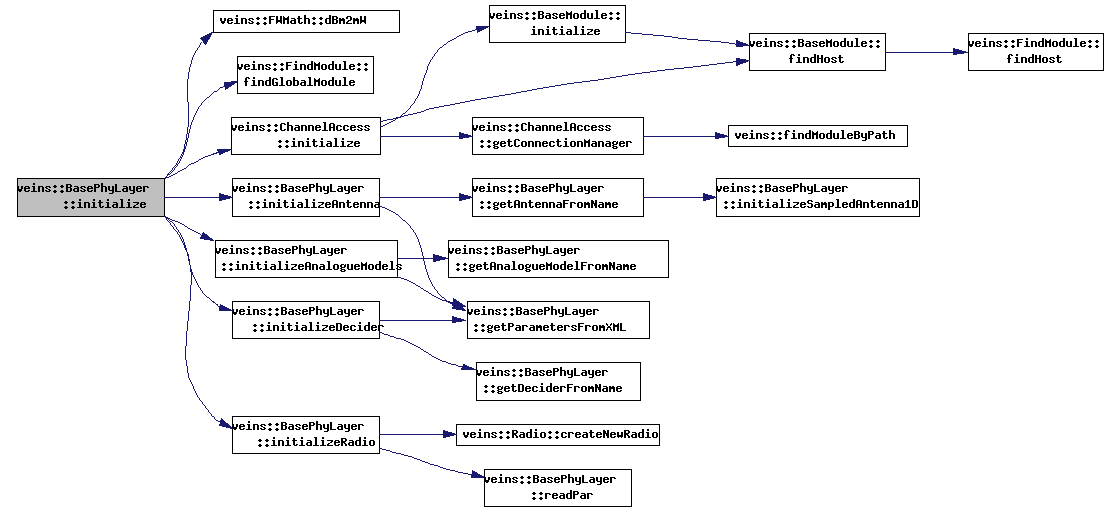 veins::BasePhyLayer
::initialize
veins::FWMath::dBm2mW
veins::FindModule::
findGlobalModule
veins::ChannelAccess
::initialize
veins::BasePhyLayer
::initializeAntenna
veins::BasePhyLayer
::initializeAnalogueModels
veins::BasePhyLayer
::initializeDecider
veins::BasePhyLayer
::initializeRadio
veins::BaseModule::
initialize
veins::ChannelAccess
::getConnectionManager
veins::BasePhyLayer
::getAntennaFromName
veins::BasePhyLayer
::getAnalogueModelFromName
veins::BasePhyLayer
::getParametersFromXML
veins::BasePhyLayer
::getDeciderFromName
veins::Radio::createNewRadio
veins::BasePhyLayer
::readPar
veins::BaseModule::
findHost
veins::findModuleByPath
veins::BasePhyLayer
::initializeSampledAntenna1D
veins::FindModule::
findHost